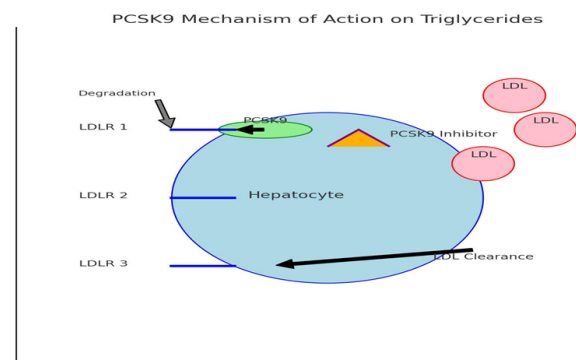 PCSK9 Mechanism of Action on Triglycerides
LDL
Degradation
LDL
PCSK9
LDLR 1
PCSK9 Inhibitor
LDL
LDLR 2
Hepatocyte
LDL Clearance
LDLR 3